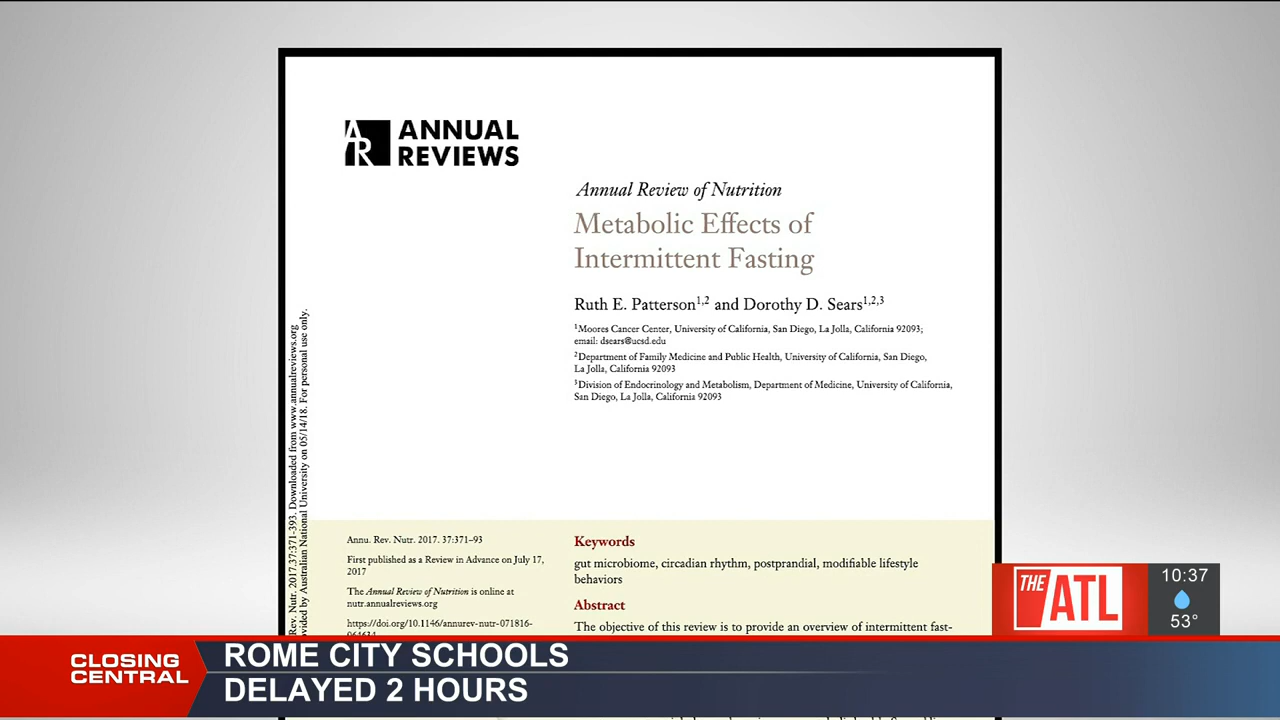 ANNUAL
REVIEWS
Annual Review of Nutrition
Metabolic Effects of
Intermittent Fasting
Ruth E. Patterson1,2 and Dorothy D. Sears1,2,3
1Moores Cancer Center, University of California, San Diego, La Jolla, California 92093;
email: dsears@ucsd.edu
2Department of Family Medicine and Public Health, University of California, San Diego,
La Jolla, California 92093
3Division of Endocrinology and Metabolism, Department of Medicine, University of California,
San Diego, La Jolla, California 92093
Rev. Nutr. 2017.37:371-393. Downloaded from www.annualreviews.org
by Australian National University on 05/14/18. For personal use only.
Annu. Rev. Nutr. 2017. 37:371–93
First published as a Review in Advance on July 17,
2017
The Annual Review of Nutrition is online at
nutr.annualreviews.org
https://doi.org/10.1146/annurev-nutr-071816-
Keywords
gut microbiome, circadian rhythm, postprandial, modifiable lifestyle
behaviors
Abstract
The objective of this review is to provide an overview of intermittent fast-
THE
ATL
10:37
53°
CLOSING
CENTRAL
ROME CITY SCHOOLS
DELAYED 2 HOURS